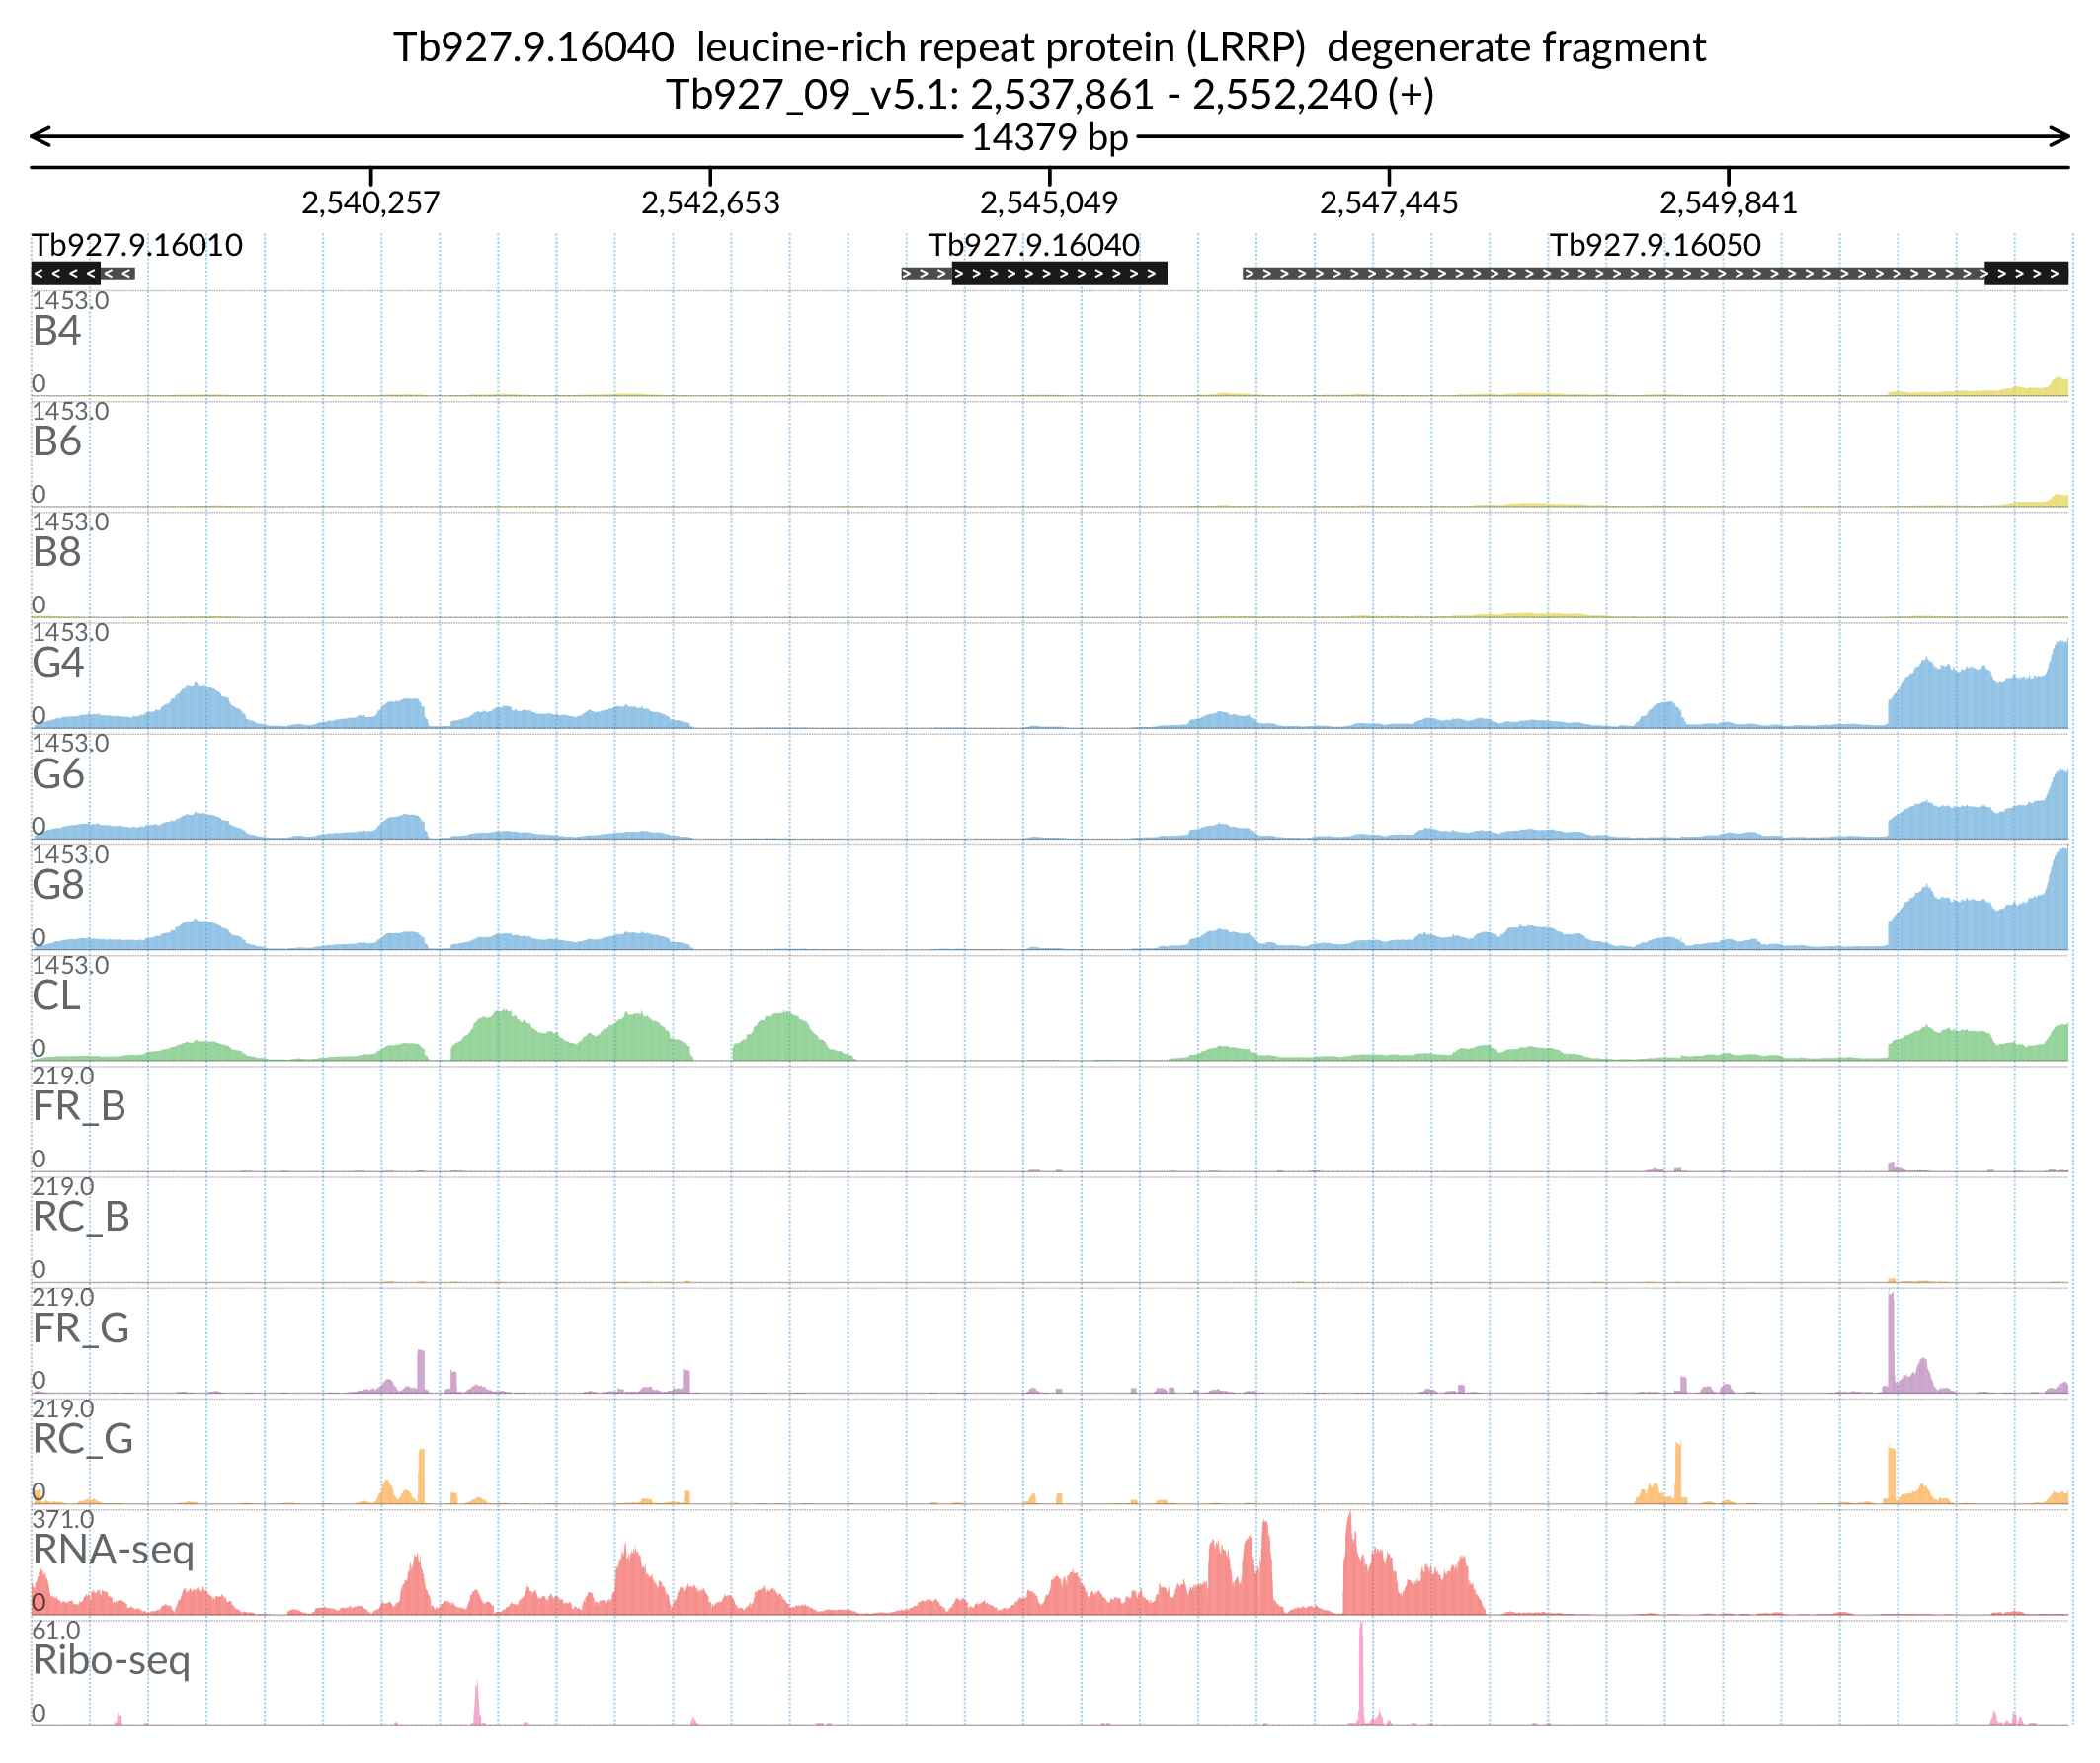 Tb927.9.16040 leucine-rich repeat protein (LRRP) degenerate fragment
Tb927_09_v5.1: 2,537,861 - 2,552,240 (+)
14379 bp
2,540,257 2,542,653 2,545,049 2,547,445 2,549,841
Tb927.9.16010 Tb927.9.16040 Tb927.9.16050
1453.0
B4
0
1453.0
B6
0
1453.0
B8
0
1453.0
G4
0
1453.0
G6
0
1453.0
G8
0
1453.0
CL
0
219.0
FR_B
0
219.0
RC_B
0
219.0
FR_G
0
219.0
RC_G
0
371.0
RNA-seq
0
61.0
Ribo-seq
0